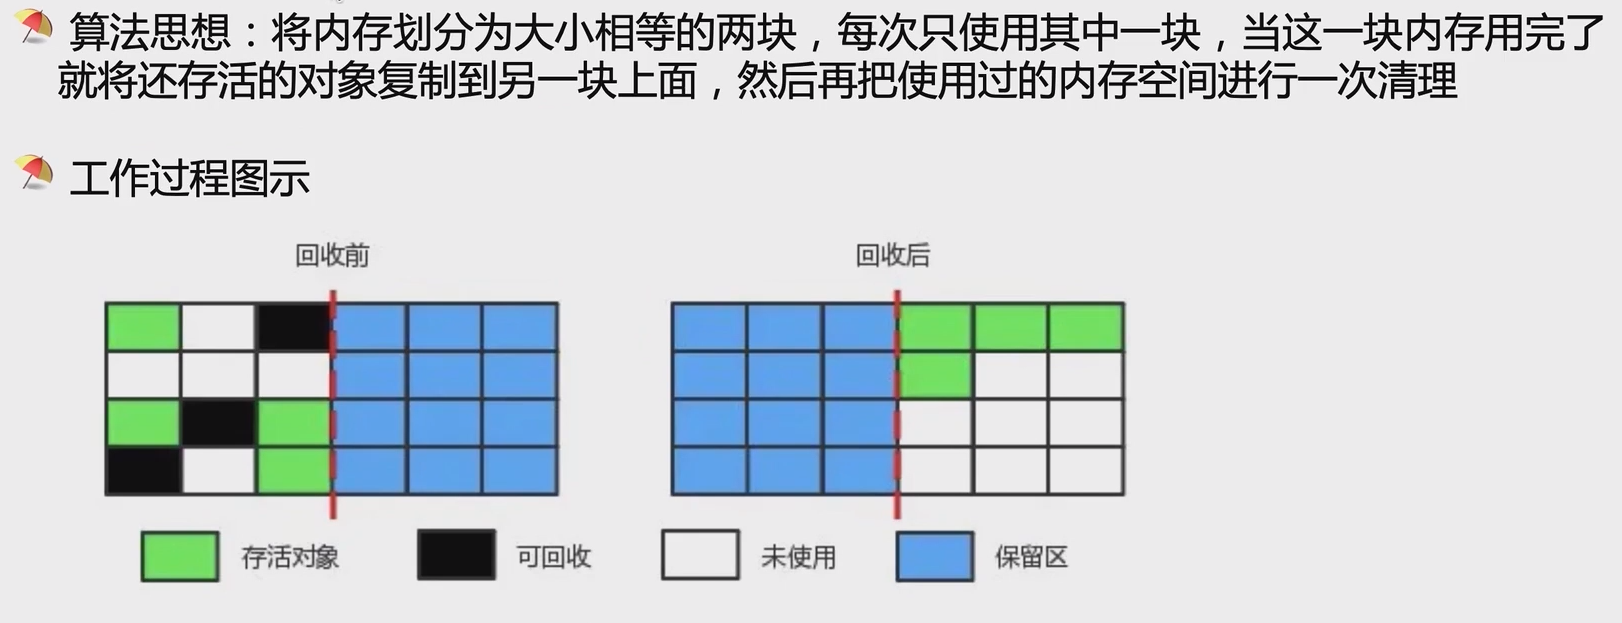 算法思想：将内存划分为大小相等的两块，每次只使用其中一块，当这一块内存用完了
就将还存活的对象复制到另一块上面，然后再把使用过的内存空间进行一次清理
工作过程图示
回收前
回收后
存活对象
可回收
未使用
保留区